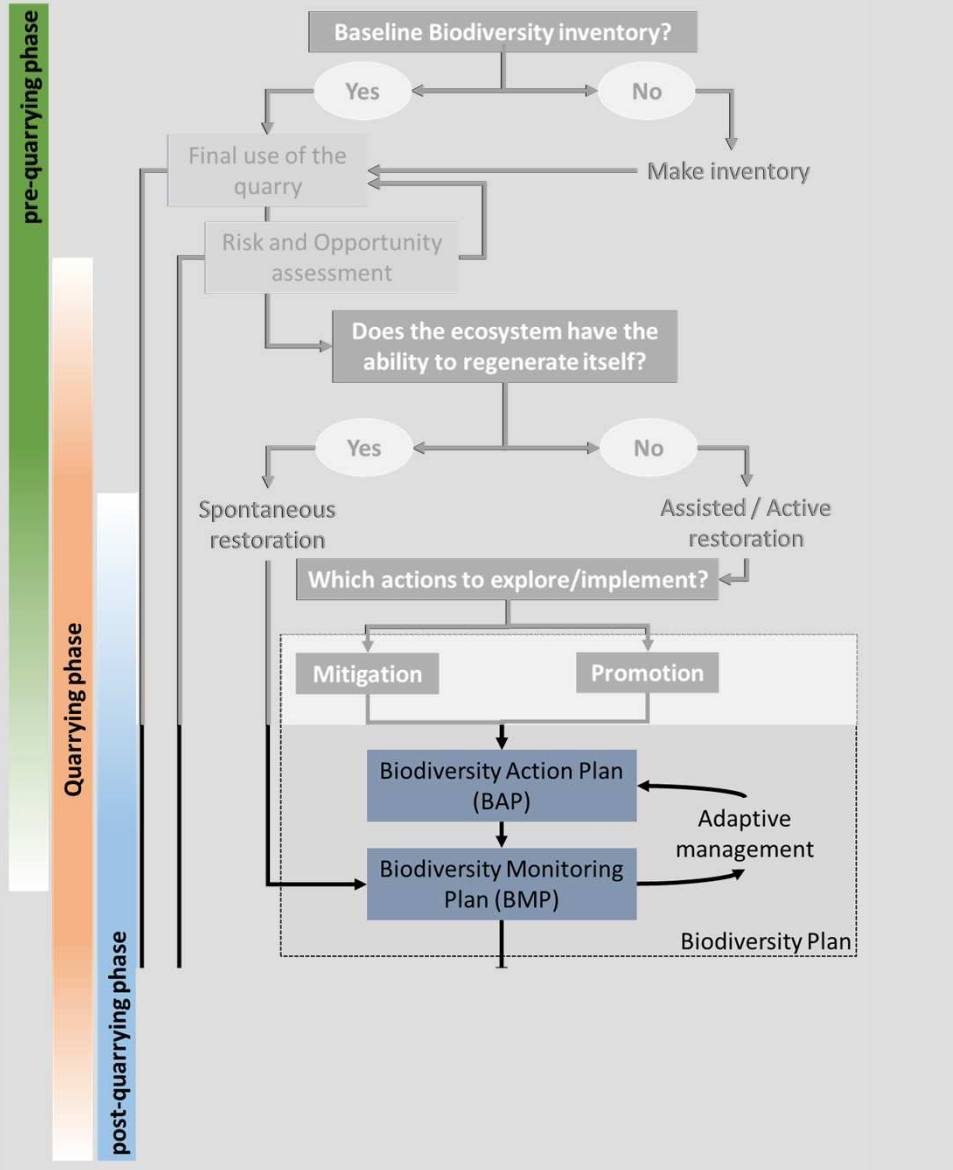 pre-quarrying phase
Quarrying phase
post-quarrying phase
Baseline Biodiversity inventory?
Yes
No
Final use of the
quarry
Make inventory
Risk and Opportunity
assessment
Does the ecosystem have the
ability to regenerate itself?
Yes
No
Spontaneous
restoration
Assisted / Active
restoration
Which actions to explore/implement?
Mitigation
Promotion
Biodiversity Action Plan
(BAP)
Adaptive
management
Biodiversity Monitoring
Plan (BMP)
Biodiversity Plan